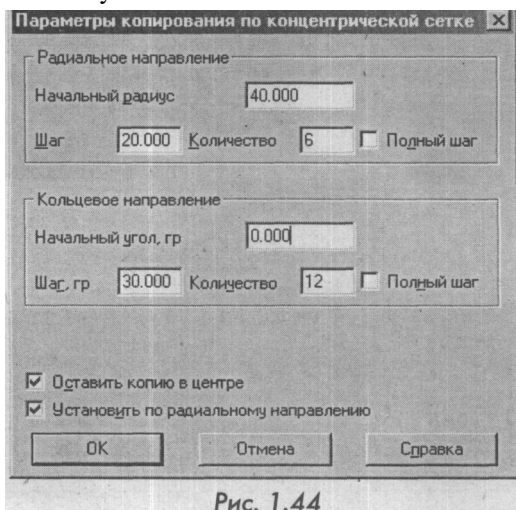 Параметры копирования по концентрической сетке
Радиальное направление
Начальный радиус 40.000
Шаг 20.000 Количество 6 Полный шаг
Кольцевое направление
Начальный угол, гр 0.000
Шаг, гр 30.000 Количество 12 Полный шаг
Оставить копию в центре
Установить по радиальному направлению
OK Отмена Справка
Рис. 1.44